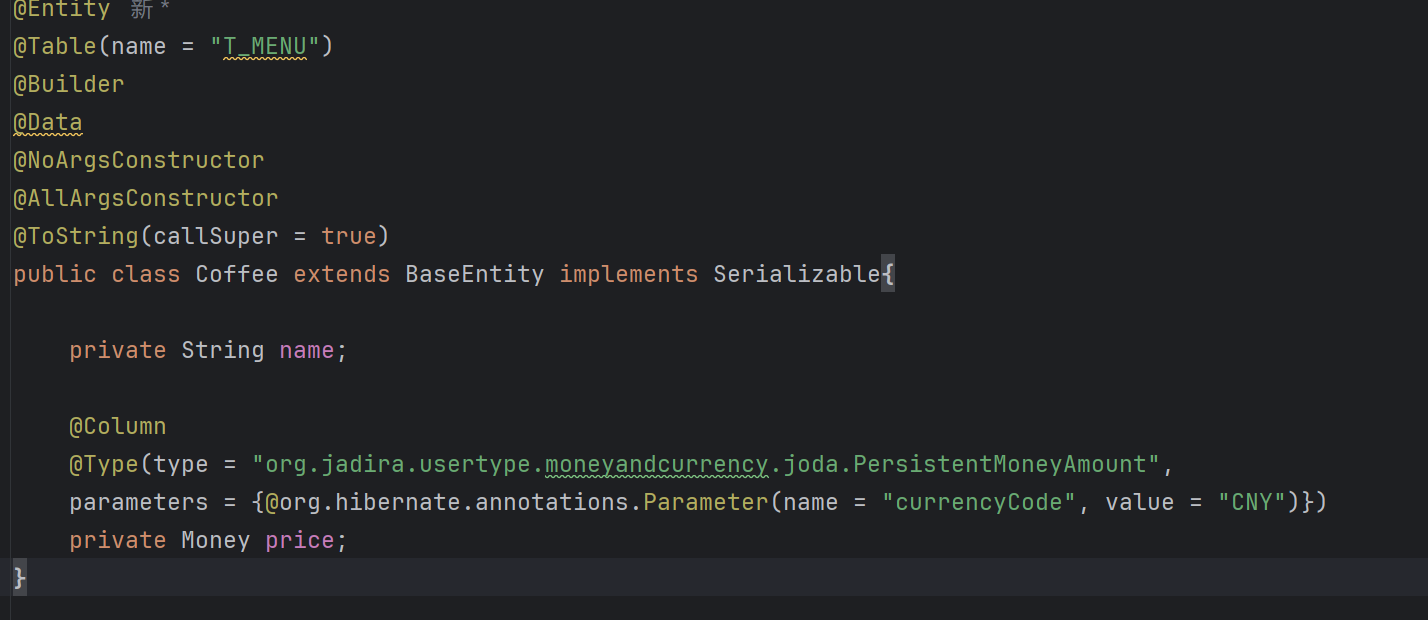 @Entity 新 *
@Table(name = "T_MENU")
@Builder
@Data
@NoArgsConstructor
@AllArgsConstructor
@ToString(callSuper = true)
public class Coffee extends BaseEntity implements Serializable{
private String name;
@Column
@Type(type = "org.jadira.usertype.moneyandcurrency.joda.PersistentMoneyAmount",
parameters = {@org.hibernate.annotations.Parameter(name = "currencyCode", value = "CNY")})
private Money price;
}